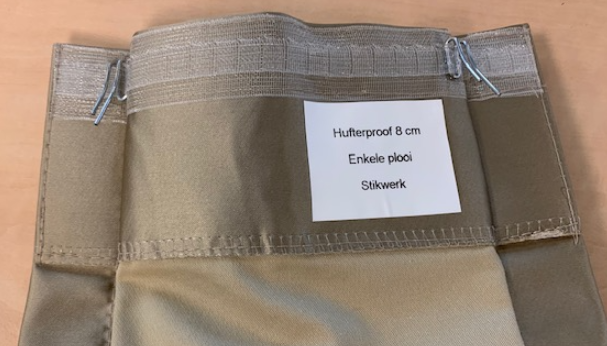 Hufterproof 8 cm
Enkele plooi
Stikwerk